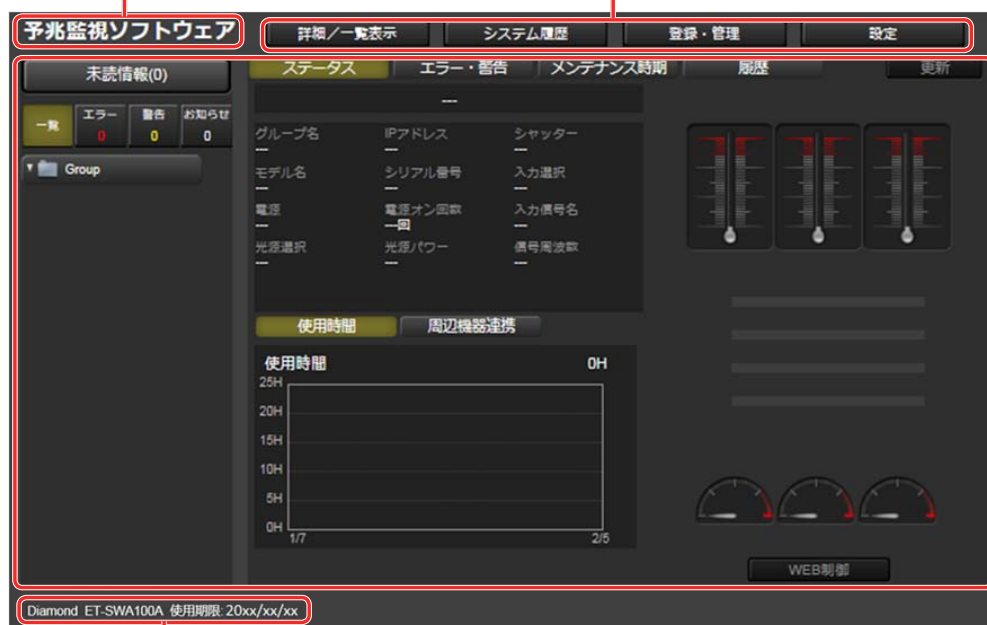 予兆監視ソフトウェア
詳細／一覧表示 システム履歴 登録・管理 設定
未読情報(0)
ステータス エラー・警告 メンテナンス時期 履歴 更新
一覧 エラー 警告 お知らせ
0 0 0
Group
---
グループ名 IPアドレス シャッター
--- --- ---
モデル名 シリアル番号 入力選択
--- --- ---
電源 電源オン回数 入力信号名
--- ---回 ---
光源選択 光源パワー 信号周波数
--- --- ---
使用時間 周辺機器連携
使用時間 0H
25H
20H
15H
10H
5H
0H
1/7 2/5
WEB制御
Diamond ET-SWA100A 使用期限: 20xx/xx/xx